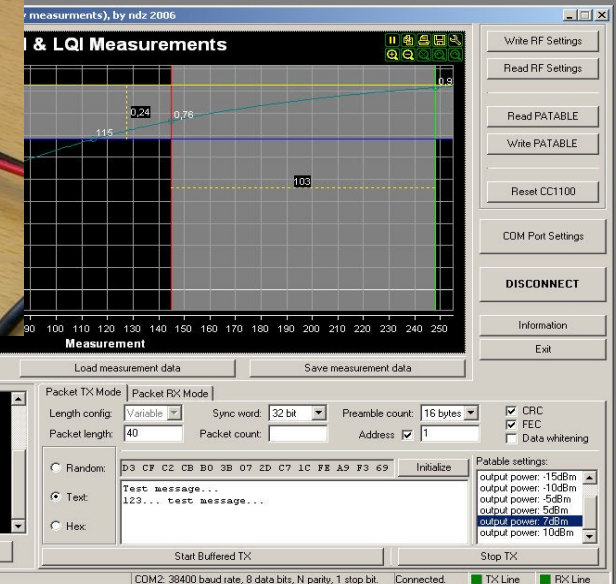 measurments), by ndz 2006
& LQI Measurements
Write RF Settings
Read RF Settings
Read PATABLE
Write PATABLE
Reset CC1100
COM Port Settings
DISCONNECT
Information
Exit
0,9
0,24
0,76
115
103
90 100 110 120 130 140 150 160 170 180 190 200 210 220 230 240 250
Measurement
Load measurement data
Save measurement data
Packet TX Mode
Packet RX Mode
Length config: Variable
Sync word: 32 bit
Preamble count: 16 bytes
CRC
FEC
Data whitening
Packet length: 40
Packet count:
Address 1
Random:
D3 CF C2 CB B0 3B 07 2D C7 1C FE A9 F3 69
Initialize
Text:
Test message...
123... test message...
Hex:
Patable settings:
output power: -15dBm
output power: -10dBm
output power: -5dBm
output power: 5dBm
output power: 7dBm
output power: 10dBm
Start Buffered TX
Stop TX
COM2: 38400 baud rate, 8 data bits, N parity, 1 stop bit.
Connected.
TX Line
RX Line